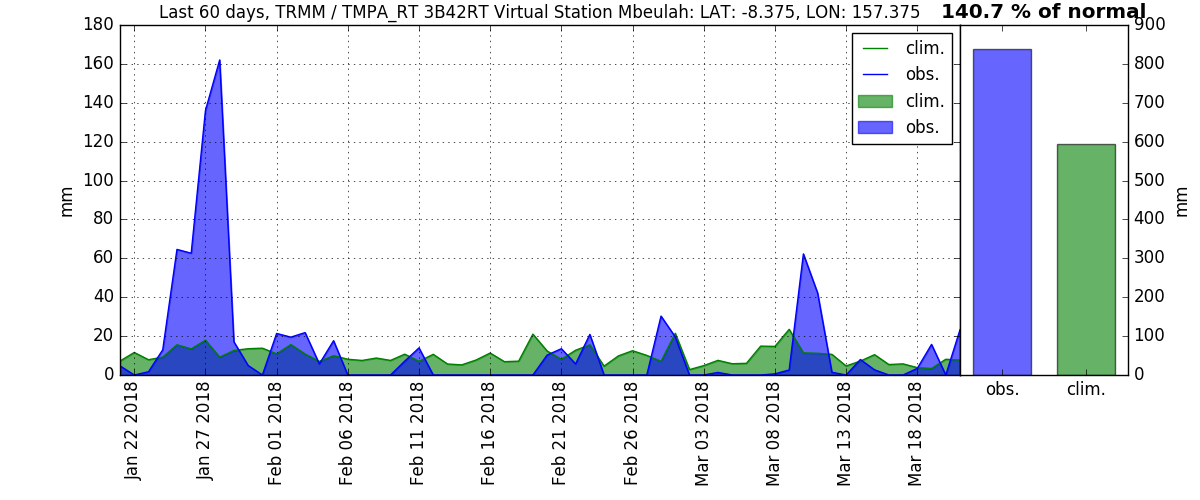 Last 60 days, TRMM / TMPA_RT 3B42RT Virtual Station Mbeulah: LAT: -8.375, LON: 157.375
140.7 % of normal
180
160
140
120
100
80
60
40
20
0
mm
clim.
obs.
clim.
obs.
900
800
700
600
500
400
300
200
100
0
mm
obs.
clim.
Jan 22 2018
Jan 27 2018
Feb 01 2018
Feb 06 2018
Feb 11 2018
Feb 16 2018
Feb 21 2018
Feb 26 2018
Mar 03 2018
Mar 08 2018
Mar 13 2018
Mar 18 2018